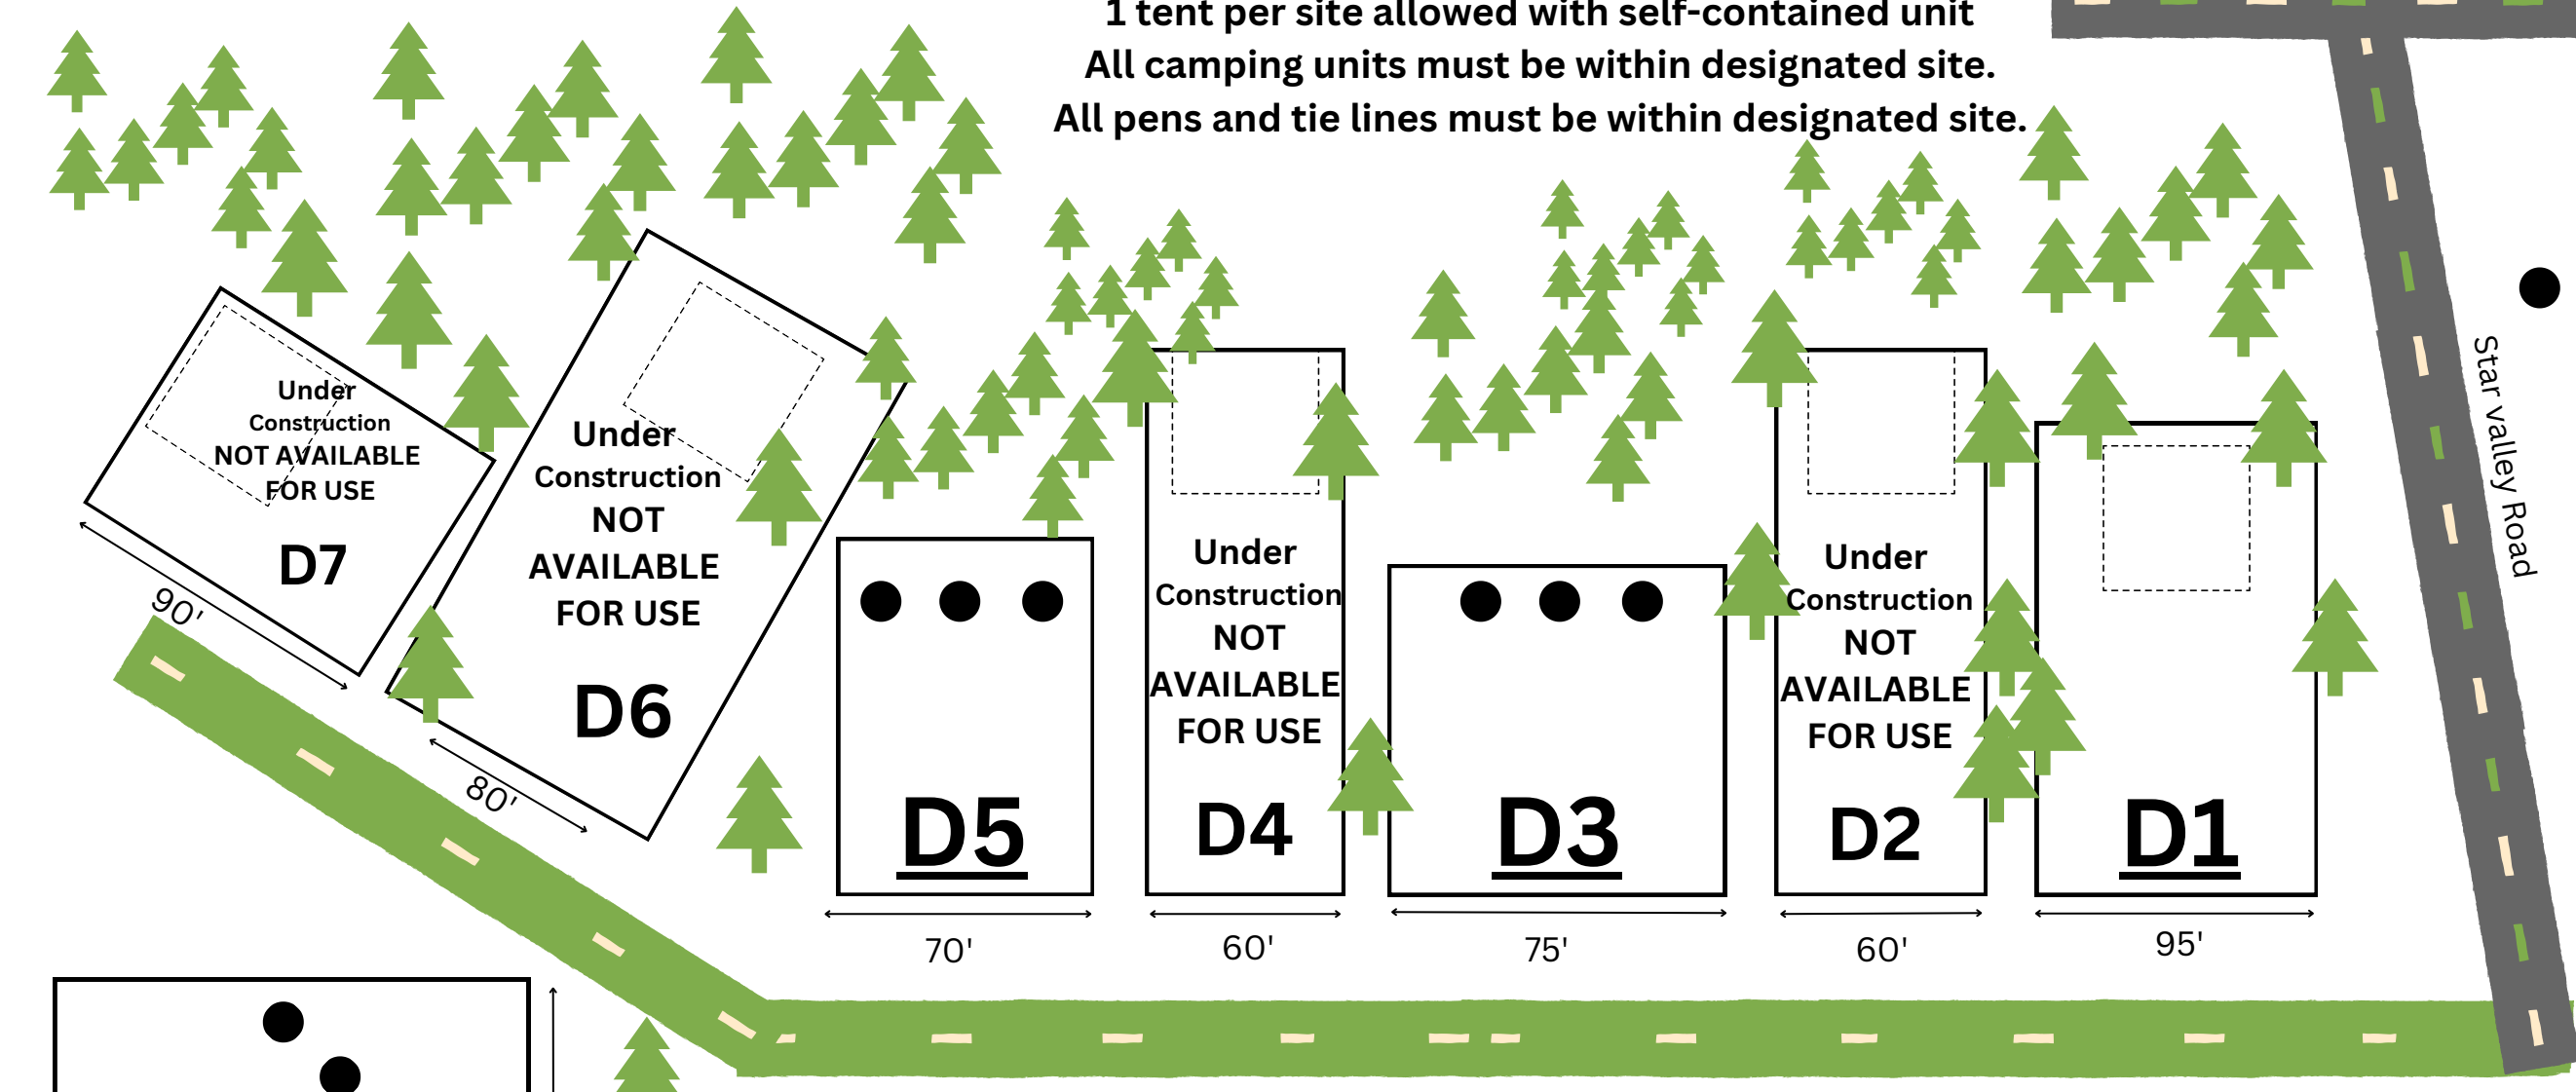 1 tent per site allowed with self-contained unit
All camping units must be within designated site.
All pens and tie lines must be within designated site.
Star valley Road
Under
Construction
NOT AVAILABLE
FOR USE
D7
90'
Under
Construction
NOT
AVAILABLE
FOR USE
D6
80'
D5
70'
Under
Construction
NOT
AVAILABLE
FOR USE
D4
60'
D3
75'
Under
Construction
NOT
AVAILABLE
FOR USE
D2
60'
D1
95'